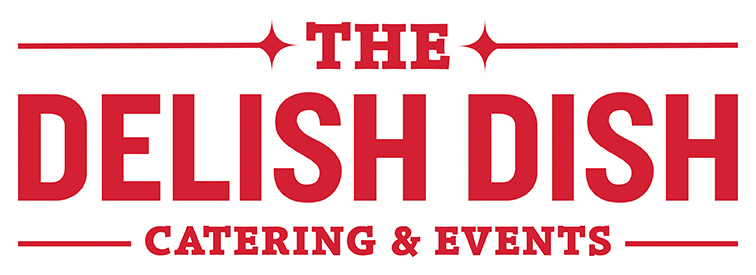 THE
DELISH DISH
CATERING & EVENTS